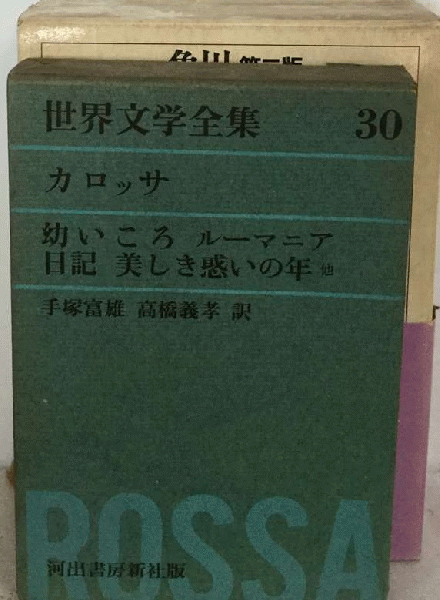 角川 第二版
世界文学全集 30
カロッサ
幼いころ ルーマニア
日記 美しき惑いの年 他
手塚富雄 高橋義孝 訳
ROSSA
河出書房新社版